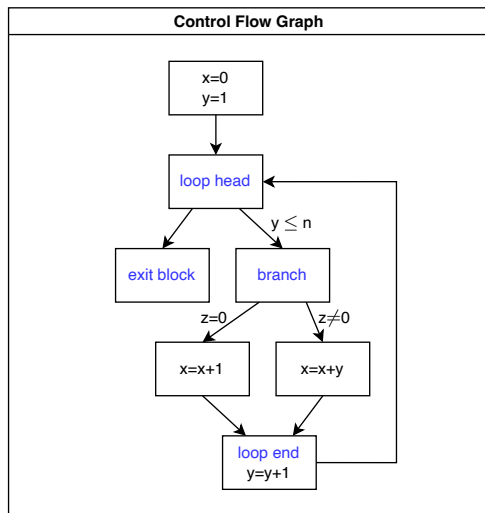 Control Flow Graph
x=0
y=1
loop head
y ≤ n
exit block
branch
z=0
z≠0
x=x+1
x=x+y
loop end
y=y+1